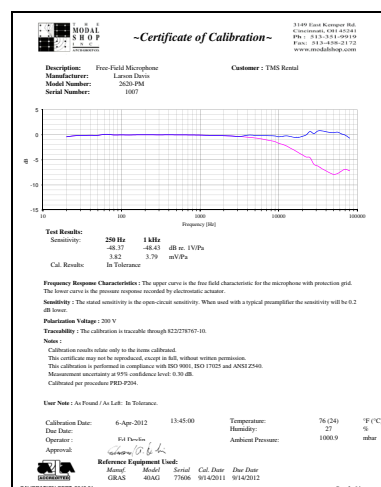 THE
MODAL
SHOP
INC
~Certificate of Calibration~
3149 East Kemper Rd.
Cincinnati, OH 45241
Ph : 513-351-9919
Fax: 513-458-2172
www.modalshop.com
Description: Free-Field Microphone
Customer : TMS Rental
Manufacturer: Larson Davis
Model Number: 2620-PM
Serial Number: 1007
5
0
-5
-10
-15
dB
10 100 1000 10000 100000
Frequency [Hz]
Test Results:
Sensitivity: 250 Hz 1 kHz
-48.37 -48.43 dB re. 1V/Pa
3.82 3.79 mV/Pa
Cal. Results: In Tolerance
Frequency Response Characteristics : The upper curve is the free field characteristic for the microphone with protection grid.
The lower curve is the pressure response recorded by electrostatic actuator.
Sensitivity : The stated sensitivity is the open-circuit sensitivity. When used with a typical preamplifier the sensitivity will be 0.2
dB lower.
Polarization Voltage : 200 V
Traceability : The calibration is traceable through 822/278767-10.
Notes :
Calibration results relate only to the items calibrated.
This certificate may not be reproduced, except in full, without written permission.
This calibration is performed in compliance with ISO 9001, ISO 17025 and ANSI Z540.
Measurement uncertainty at 95% confidence level: 0.30 dB.
Calibrated per procedure PRD-P204.
User Note : As Found / As Left: In Tolerance.
Calibration Date: 6-Apr-2012 13:45:00 Temperature: 76 (24) °F (°C)
Due Date: Humidity: 27 %
Operator : Ed Devlin Ambient Pressure: 1000.9 mbar
Approval:
ACCREDITED
Reference Equipment Used:
Manuf. Model Serial Cal. Date Due Date
GRAS 40AG 77606 9/14/2011 9/14/2012